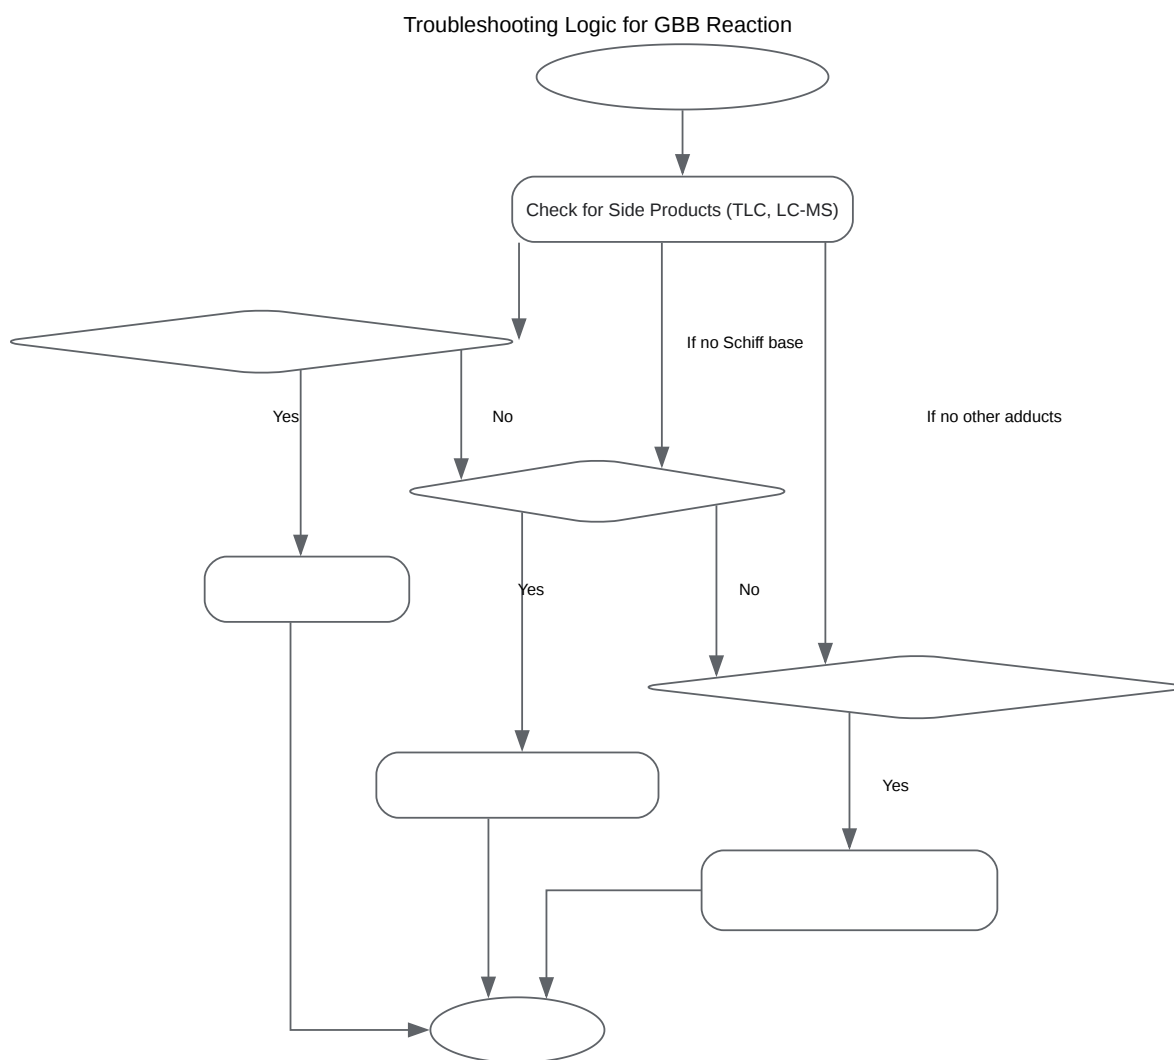 Troubleshooting Logic for GBB Reaction
Check for Side Products (TLC, LC-MS)
If no Schiff base
Yes
No
If no other adducts
Yes
No
Yes